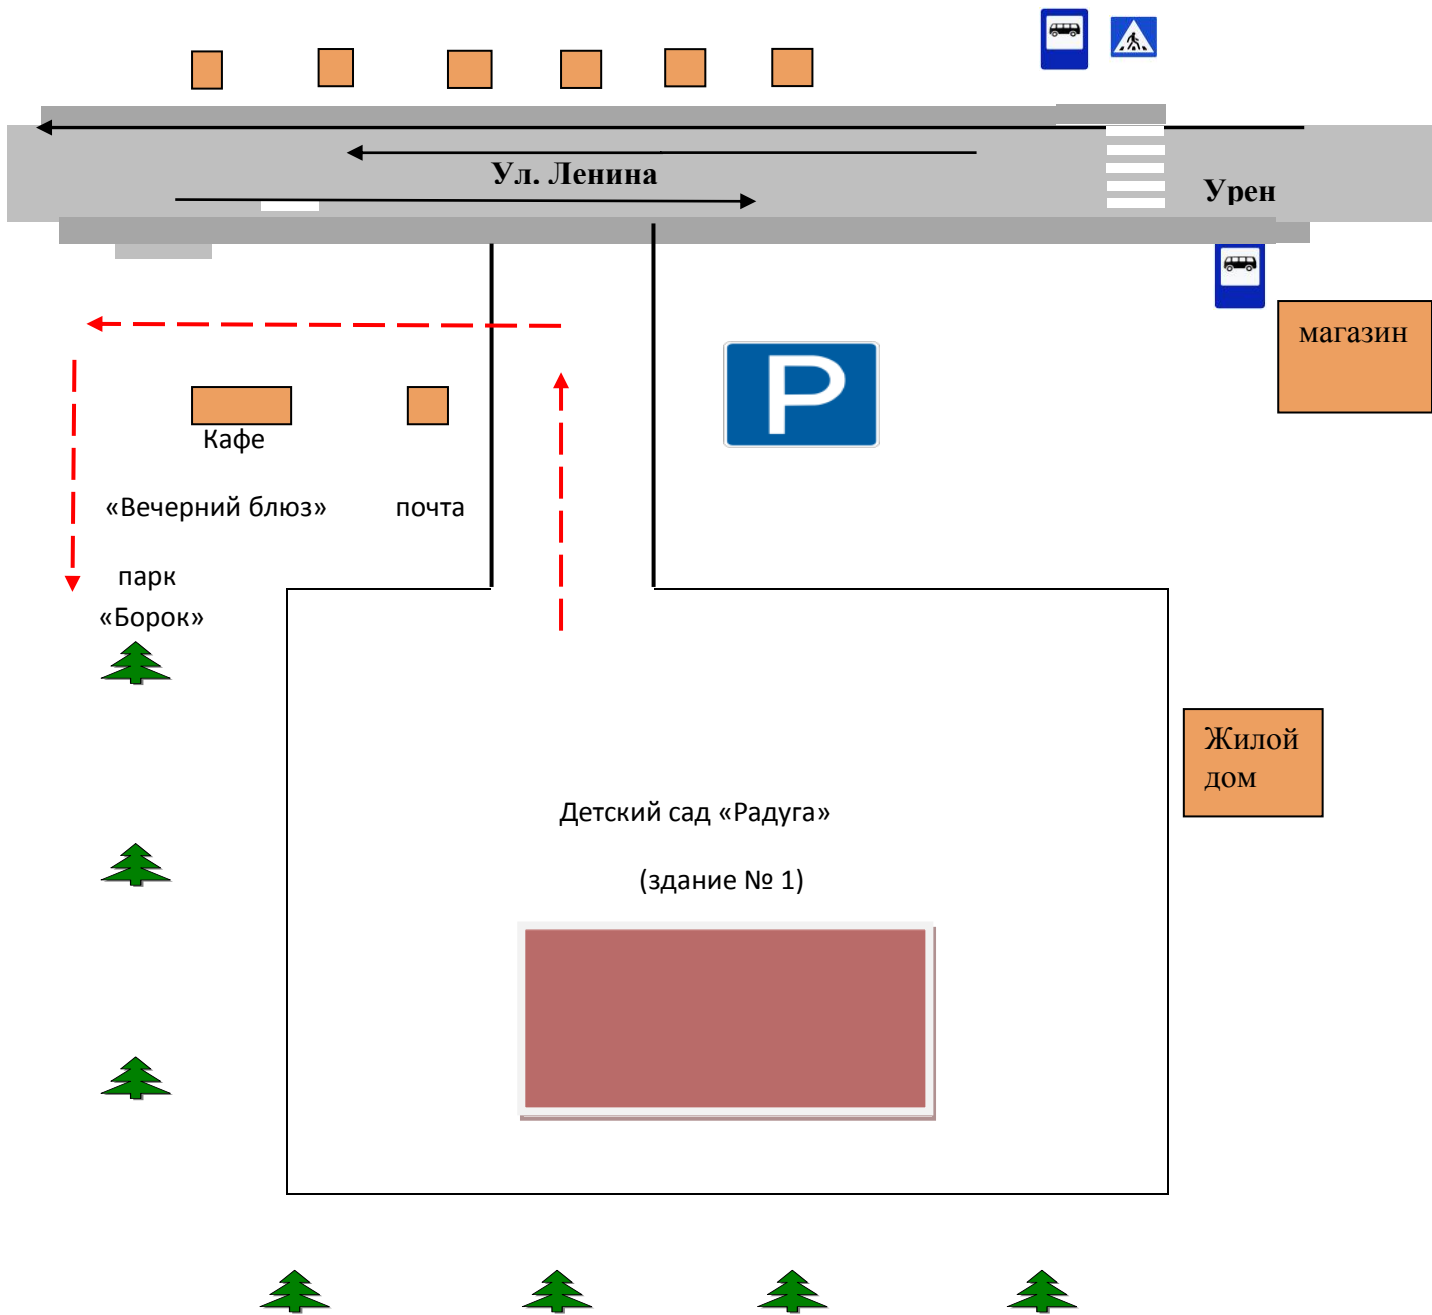 Ул. Ленина
Урен
магазин
P
Кафе
«Вечерний блюз»
почта
парк
«Борок»
Жилой
дом
Детский сад «Радуга»
(здание № 1)